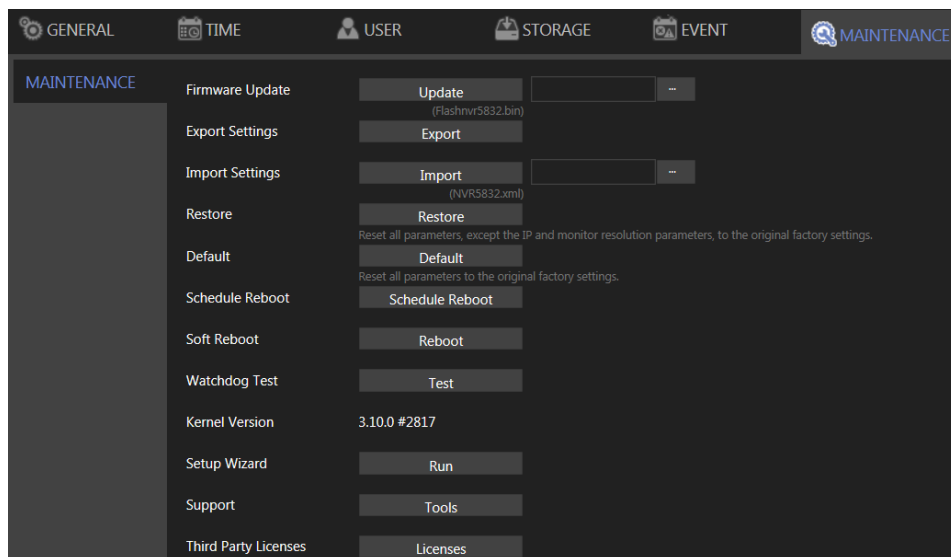 GENERAL TIME USER STORAGE EVENT MAINTENANCE
MAINTENANCE
Firmware Update Update ...
(Flashnvr5832.bin)
Export Settings Export
Import Settings Import ...
(NVR5832.xml)
Restore Restore
Reset all parameters, except the IP and monitor resolution parameters, to the original factory settings.
Default Default
Reset all parameters to the original factory settings.
Schedule Reboot Schedule Reboot
Soft Reboot Reboot
Watchdog Test Test
Kernel Version 3.10.0 #2817
Setup Wizard Run
Support Tools
Third Party Licenses Licenses